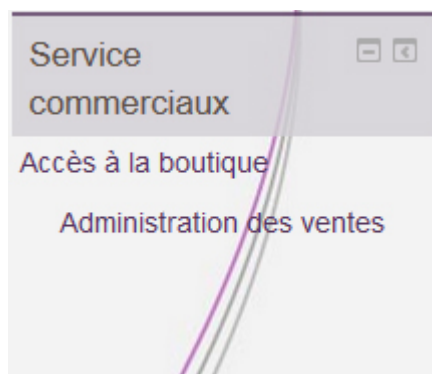 Service
commerciaux
Accès à la boutique
Administration des ventes